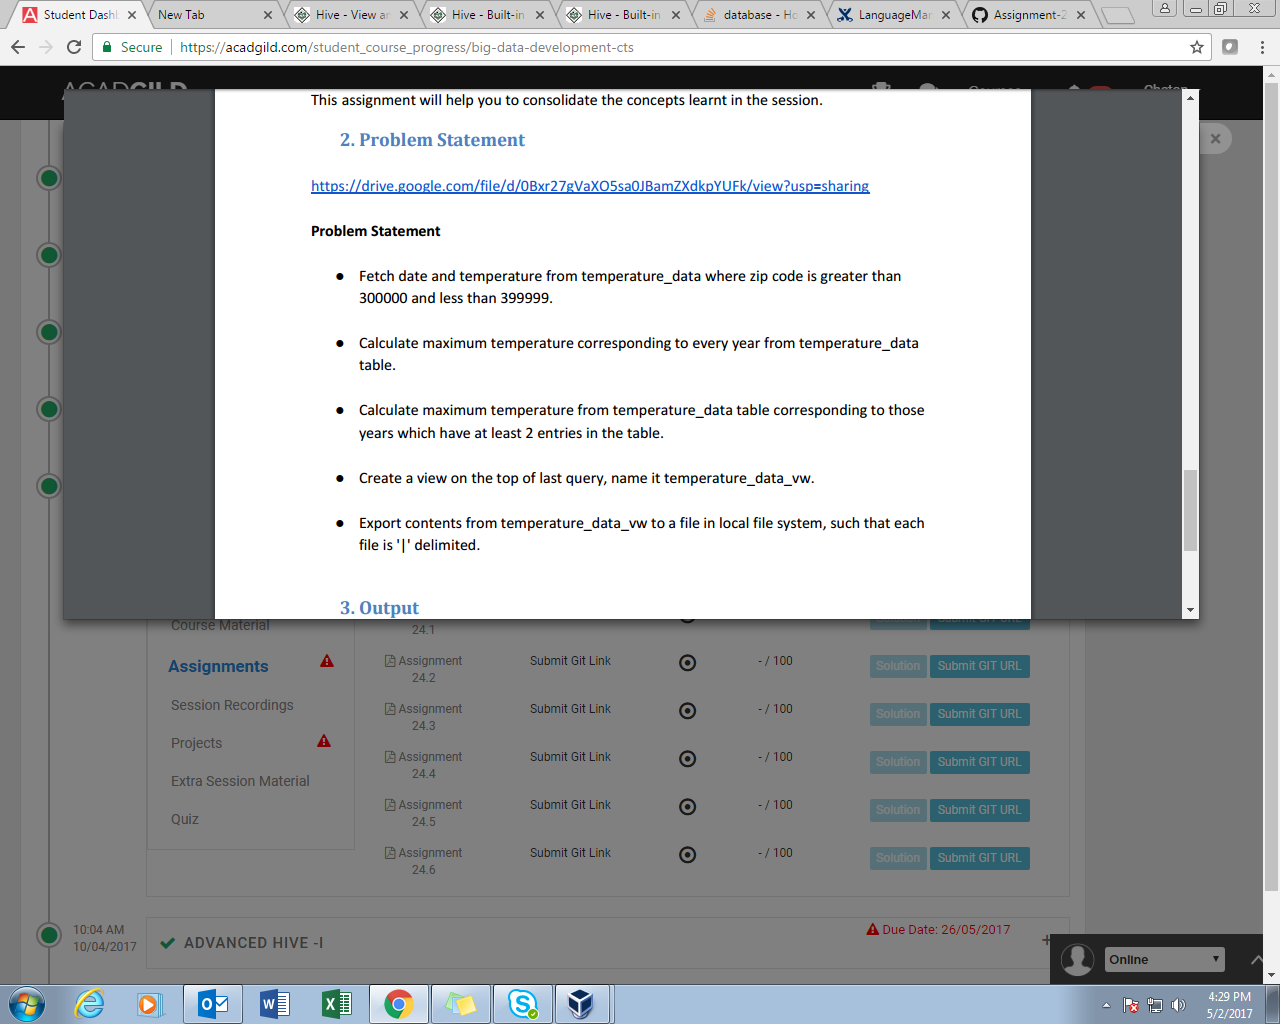 Student Dash
New Tab
Hive - View a
Hive - Built-in
Hive - Built-in
database - Ho
LanguageMan
Assignment-2
Secure
https://acadgild.com/student_course_progress/big-data-development-cts
This assignment will help you to consolidate the concepts learnt in the session.
2. Problem Statement
https://drive.google.com/file/d/0Bxr27gVaXO5sa0JBamZXdkpYUFk/view?usp=sharing
Problem Statement
● Fetch date and temperature from temperature_data where zip code is greater than
300000 and less than 399999.
● Calculate maximum temperature corresponding to every year from temperature_data
table.
● Calculate maximum temperature from temperature_data table corresponding to those
years which have at least 2 entries in the table.
● Create a view on the top of last query, name it temperature_data_vw.
● Export contents from temperature_data_vw to a file in local file system, such that each
file is '|' delimited.
3. Output
Course Material
Assignments
Session Recordings
Projects
Extra Session Material
Quiz
24.1
Submit GIT URL
Assignment
24.2
Submit Git Link
- / 100
Solution
Submit GIT URL
Assignment
24.3
Submit Git Link
- / 100
Solution
Submit GIT URL
Assignment
24.4
Submit Git Link
- / 100
Solution
Submit GIT URL
Assignment
24.5
Submit Git Link
- / 100
Solution
Submit GIT URL
Assignment
24.6
Submit Git Link
- / 100
Solution
Submit GIT URL
10:04 AM
10/04/2017
ADVANCED HIVE -I
Due Date: 26/05/2017
Online
4:29 PM
5/2/2017